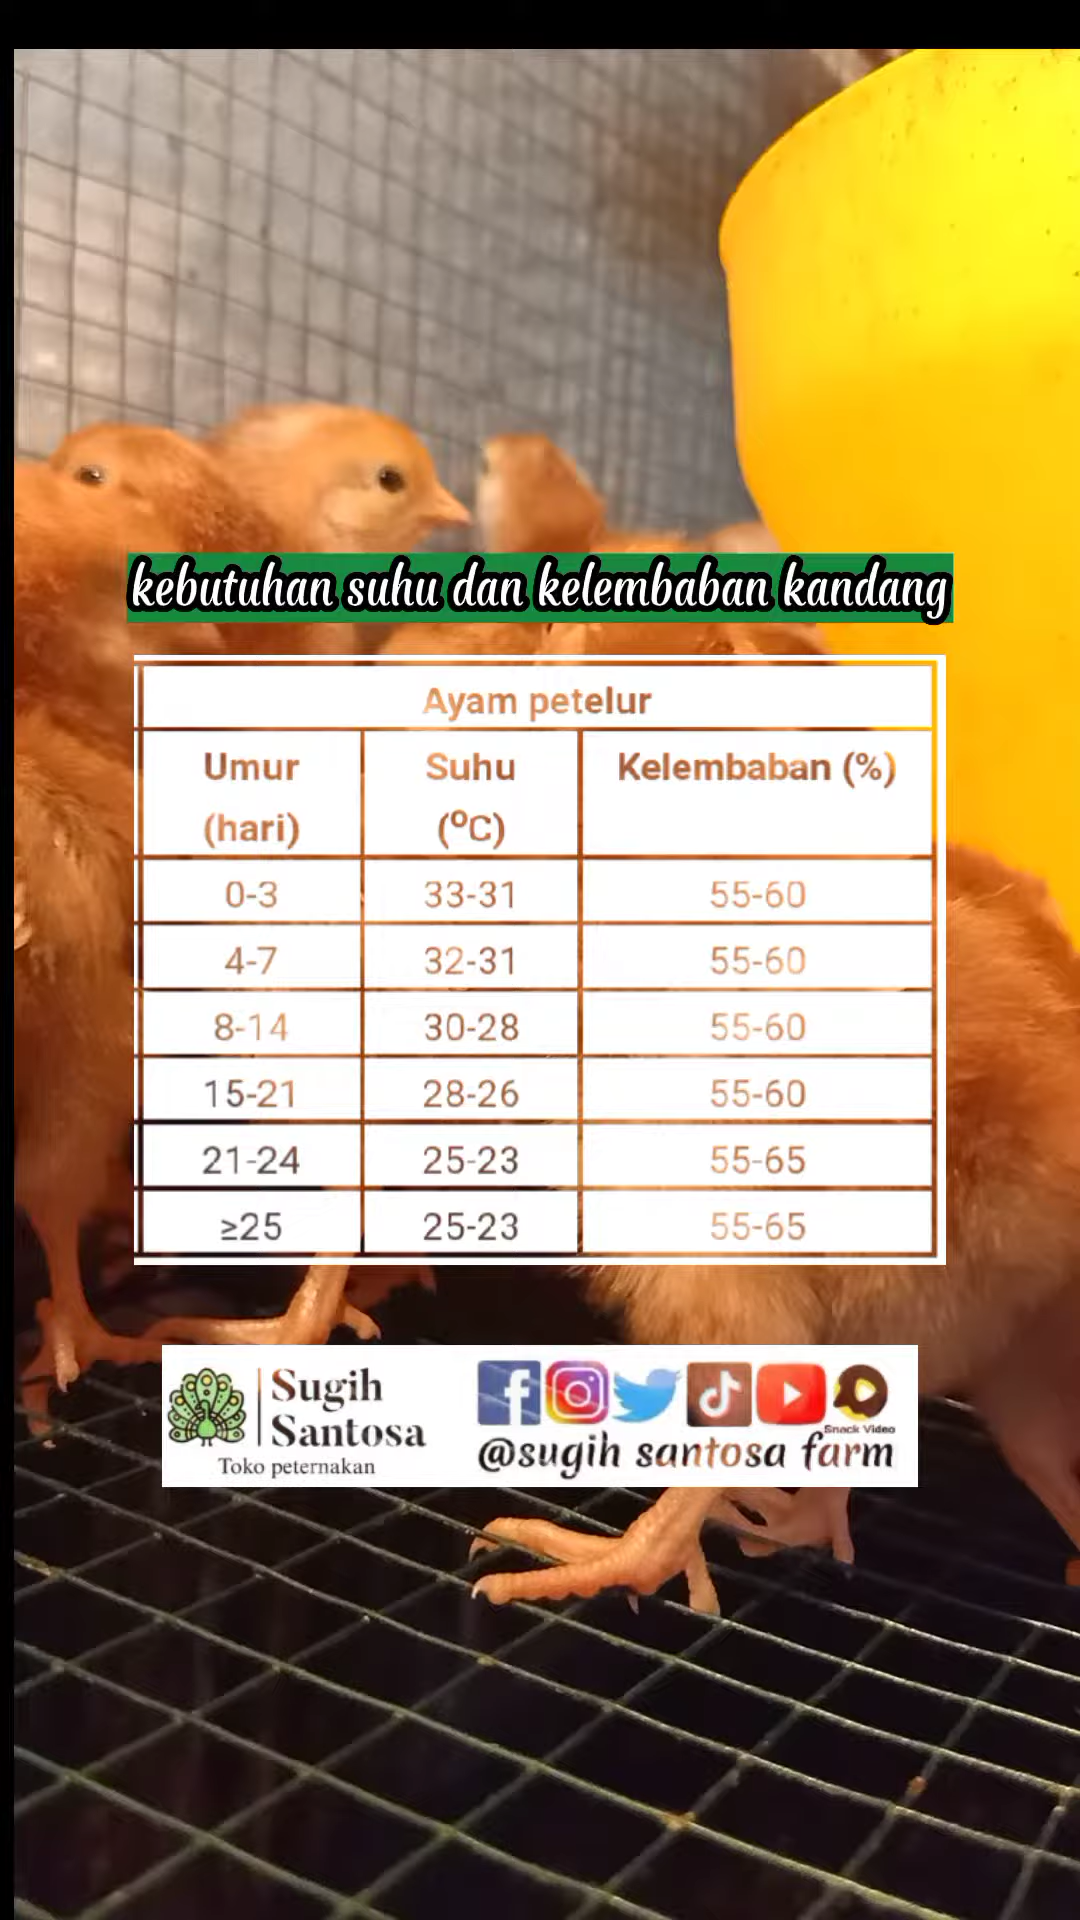 kebutuhan suhu dan kelembaban kandang
Ayam petelur
Umur (hari) Suhu (⁰C) Kelembaban (%)
0-3 33-31 55-60
4-7 32-31 55-60
8-14 30-28 55-60
15-21 28-26 55-60
21-24 25-23 55-65
≥25 25-23 55-65
Sugih
Santosa
Toko peternakan
Snack Video
@sugih santosa farm